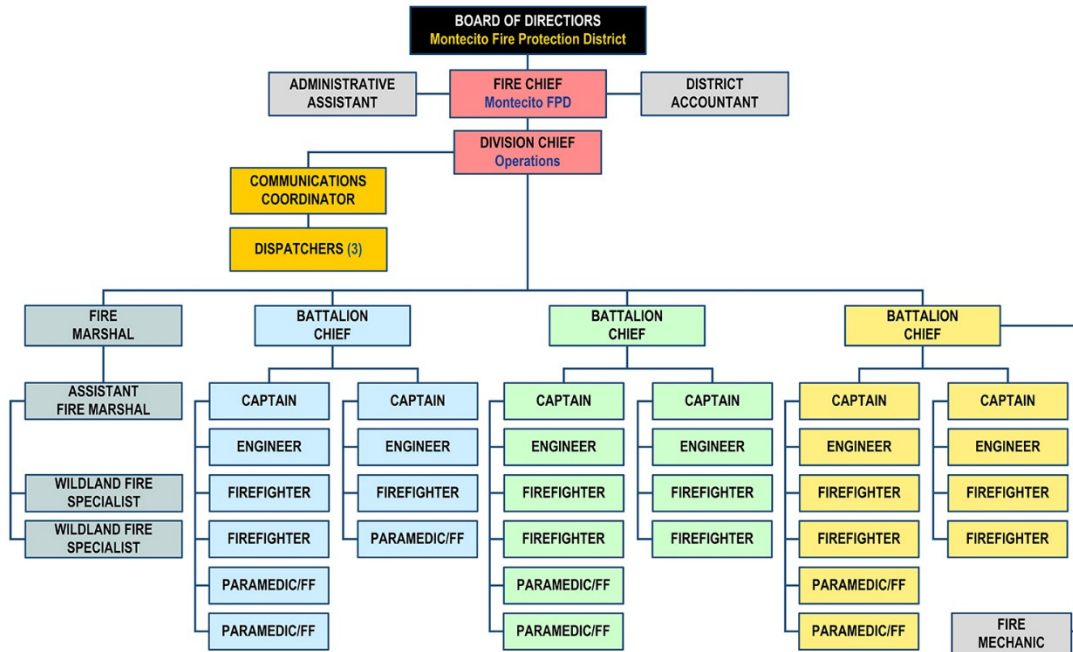 BOARD OF DIRECTIORS
Montecito Fire Protection District
ADMINISTRATIVE
ASSISTANT
FIRE CHIEF
Montecito FPD
DISTRICT
ACCOUNTANT
DIVISION CHIEF
Operations
COMMUNICATIONS
COORDINATOR
DISPATCHERS (3)
FIRE
MARSHAL
BATTALION
CHIEF
BATTALION
CHIEF
BATTALION
CHIEF
ASSISTANT
FIRE MARSHAL
WILDLAND FIRE
SPECIALIST
WILDLAND FIRE
SPECIALIST
CAPTAIN
ENGINEER
FIREFIGHTER
FIREFIGHTER
PARAMEDIC/FF
PARAMEDIC/FF
CAPTAIN
ENGINEER
FIREFIGHTER
PARAMEDIC/FF
CAPTAIN
ENGINEER
FIREFIGHTER
FIREFIGHTER
PARAMEDIC/FF
PARAMEDIC/FF
CAPTAIN
ENGINEER
FIREFIGHTER
FIREFIGHTER
CAPTAIN
ENGINEER
FIREFIGHTER
FIREFIGHTER
PARAMEDIC/FF
PARAMEDIC/FF
CAPTAIN
ENGINEER
FIREFIGHTER
FIREFIGHTER
FIRE
MECHANIC